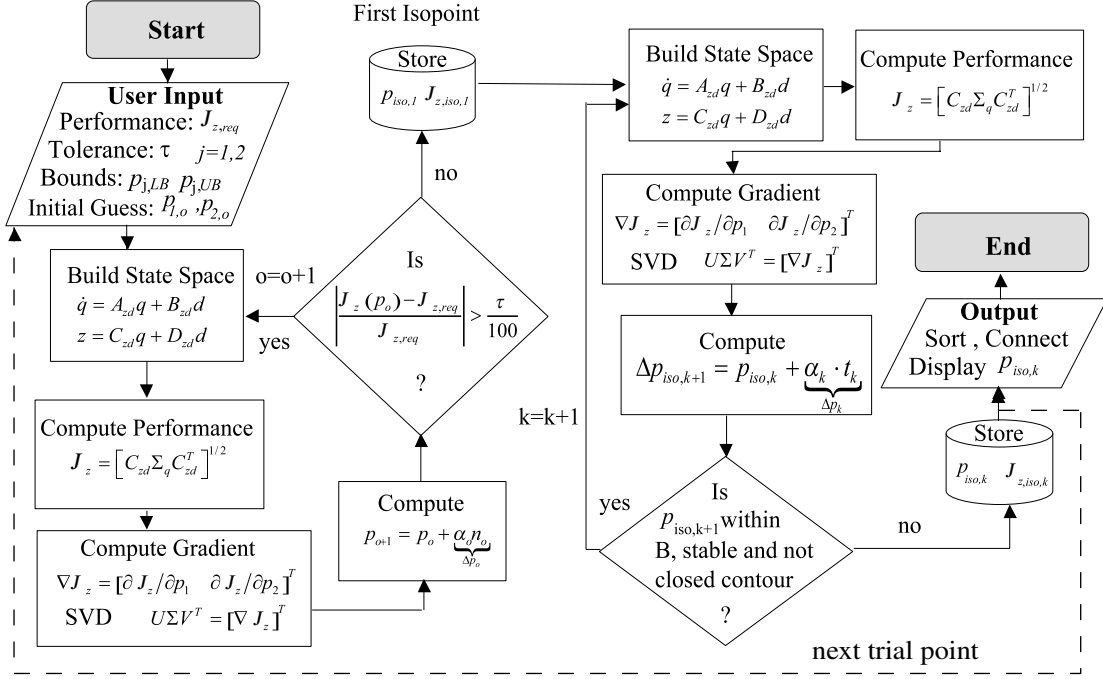 Start
User Input
Performance: J_{z,req}
Tolerance: τ j=1,2
Bounds: p_{j,LB} p_{j,UB}
Initial Guess: p_{1,o} ,p_{2,o}
Build State Space
q̇ = A_{zd} q + B_{zd} d
z = C_{zd} q + D_{zd} d
Compute Performance
J_z = [C_{zd} Σ_q C_{zd}^T]^{1/2}
Compute Gradient
∇J_z = [∂ J_z/∂p_1 ∂ J_z/∂p_2]^T
SVD UΣV^T = [∇ J_z]^T
Compute
p_{o+1} = p_o + α_o n_o
Δp_o
Is
|J_z (p_o) − J_{z,req} / J_{z,req}| > τ/100
?
o=o+1
yes
no
First Isopoint
Store
p_{iso,1} J_{z,iso,1}
Build State Space
q̇ = A_{zd} q + B_{zd} d
z = C_{zd} q + D_{zd} d
Compute Performance
J_z = [C_{zd} Σ_q C_{zd}^T]^{1/2}
Compute Gradient
∇J_z = [∂J_z/∂p_1 ∂J_z/∂p_2]^T
SVD UΣV^T = [∇J_z]^T
Compute
Δp_{iso,k+1} = p_{iso,k} + α_k · t_k
Δp_k
k=k+1
Is
p_{iso,k+1} within
B, stable and not
closed contour
?
yes
no
Store
p_{iso,k} J_{z,iso,k}
Output
Sort , Connect
Display p_{iso,k}
End
next trial point